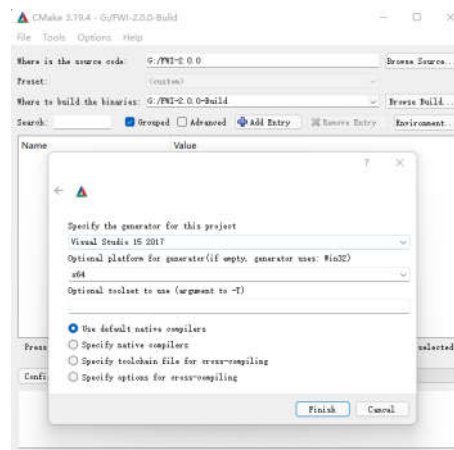 CMake 3.19.4 - G:/FWI-2.0.0-Build
File Tools Options Help
Where is the source code: G:/FWI-2.0.0 Browse Source...
Preset: <custom>
Where to build the binaries: G:/FWI-2.0.0-Build Browse Build...
Search: Grouped Advanced Add Entry Remove Entry Environment...
Name Value
Specify the generator for this project
Visual Studio 15 2017
Optional platform for generator(if empty, generator uses: Win32)
x64
Optional toolset to use (argument to -T)
Use default native compilers
Specify native compilers
Press selected
Specify toolchain file for cross-compiling
Specify options for cross-compiling
Confi
Finish Cancel